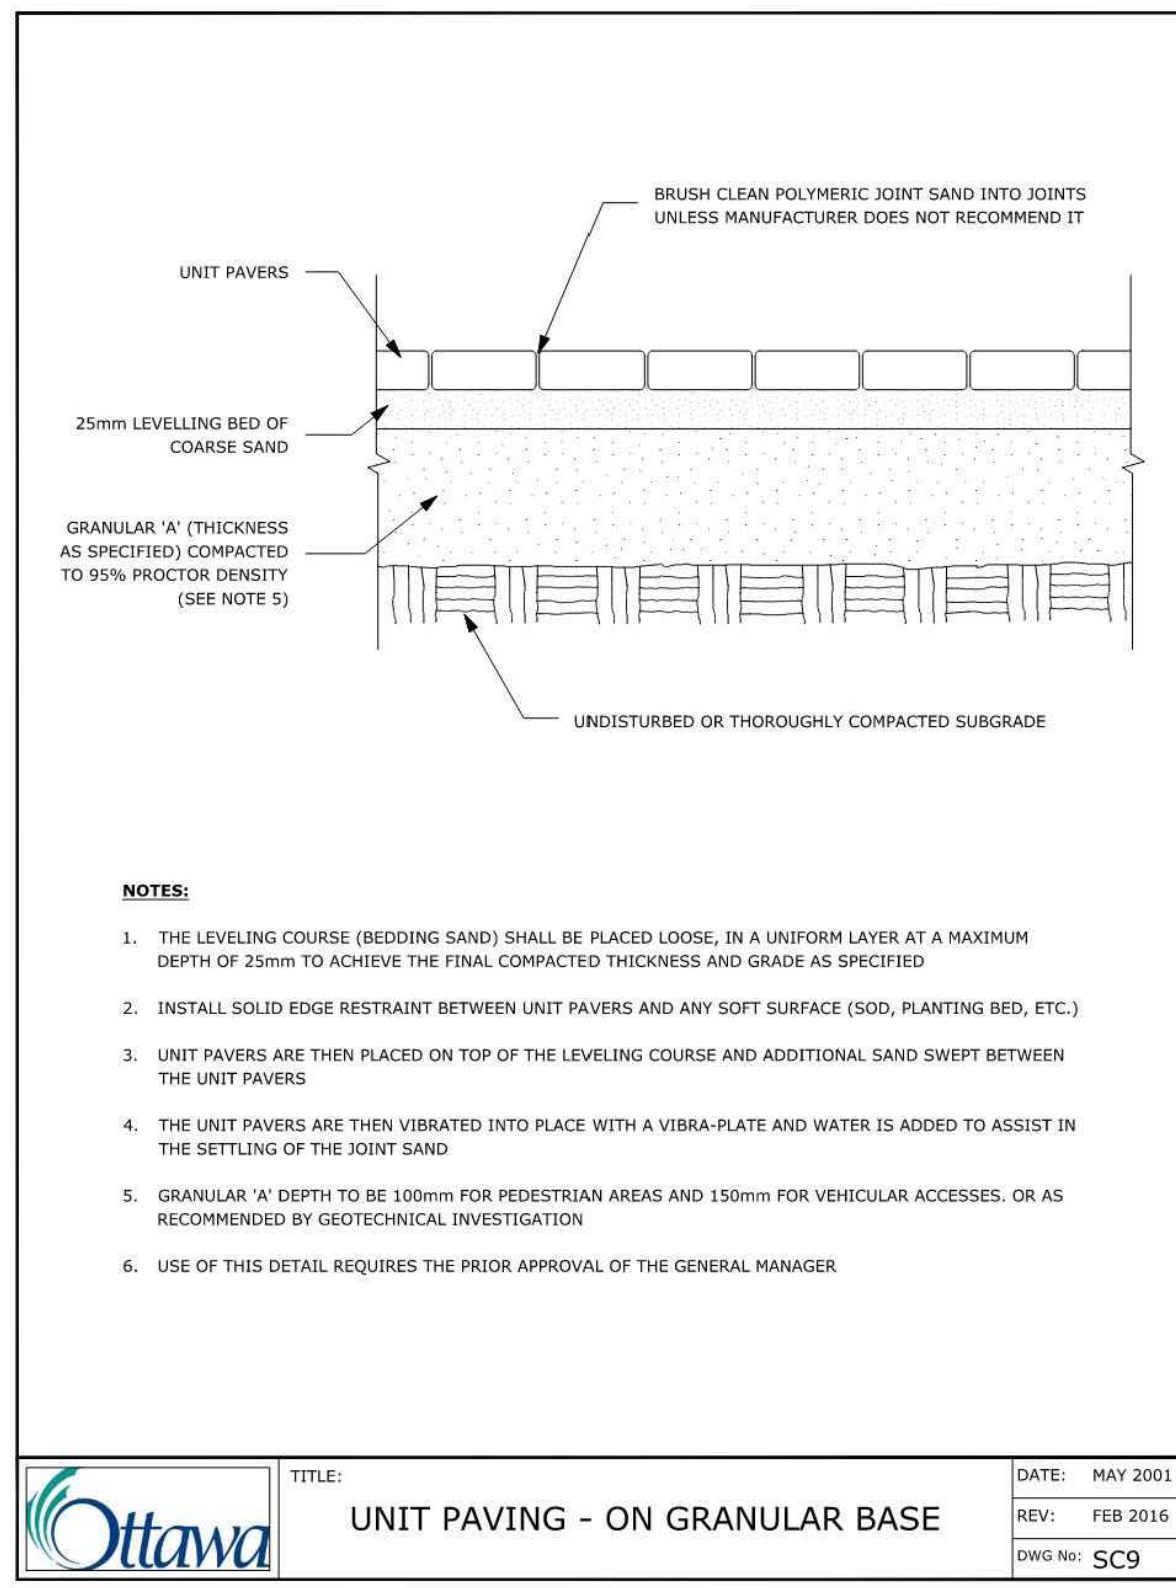 BRUSH CLEAN POLYMERIC JOINT SAND INTO JOINTS
UNLESS MANUFACTURER DOES NOT RECOMMEND IT
UNIT PAVERS
25mm LEVELLING BED OF
COARSE SAND
GRANULAR 'A' (THICKNESS
AS SPECIFIED) COMPACTED
TO 95% PROCTOR DENSITY
(SEE NOTE 5)
UNDISTURBED OR THOROUGHLY COMPACTED SUBGRADE
NOTES:
1. THE LEVELING COURSE (BEDDING SAND) SHALL BE PLACED LOOSE, IN A UNIFORM LAYER AT A MAXIMUM
DEPTH OF 25mm TO ACHIEVE THE FINAL COMPACTED THICKNESS AND GRADE AS SPECIFIED
2. INSTALL SOLID EDGE RESTRAINT BETWEEN UNIT PAVERS AND ANY SOFT SURFACE (SOD, PLANTING BED, ETC.)
3. UNIT PAVERS ARE THEN PLACED ON TOP OF THE LEVELING COURSE AND ADDITIONAL SAND SWEPT BETWEEN
THE UNIT PAVERS
4. THE UNIT PAVERS ARE THEN VIBRATED INTO PLACE WITH A VIBRA-PLATE AND WATER IS ADDED TO ASSIST IN
THE SETTLING OF THE JOINT SAND
5. GRANULAR 'A' DEPTH TO BE 100mm FOR PEDESTRIAN AREAS AND 150mm FOR VEHICULAR ACCESSES. OR AS
RECOMMENDED BY GEOTECHNICAL INVESTIGATION
6. USE OF THIS DETAIL REQUIRES THE PRIOR APPROVAL OF THE GENERAL MANAGER
Ottawa
TITLE:
UNIT PAVING - ON GRANULAR BASE
DATE: MAY 2001
REV: FEB 2016
DWG No: SC9